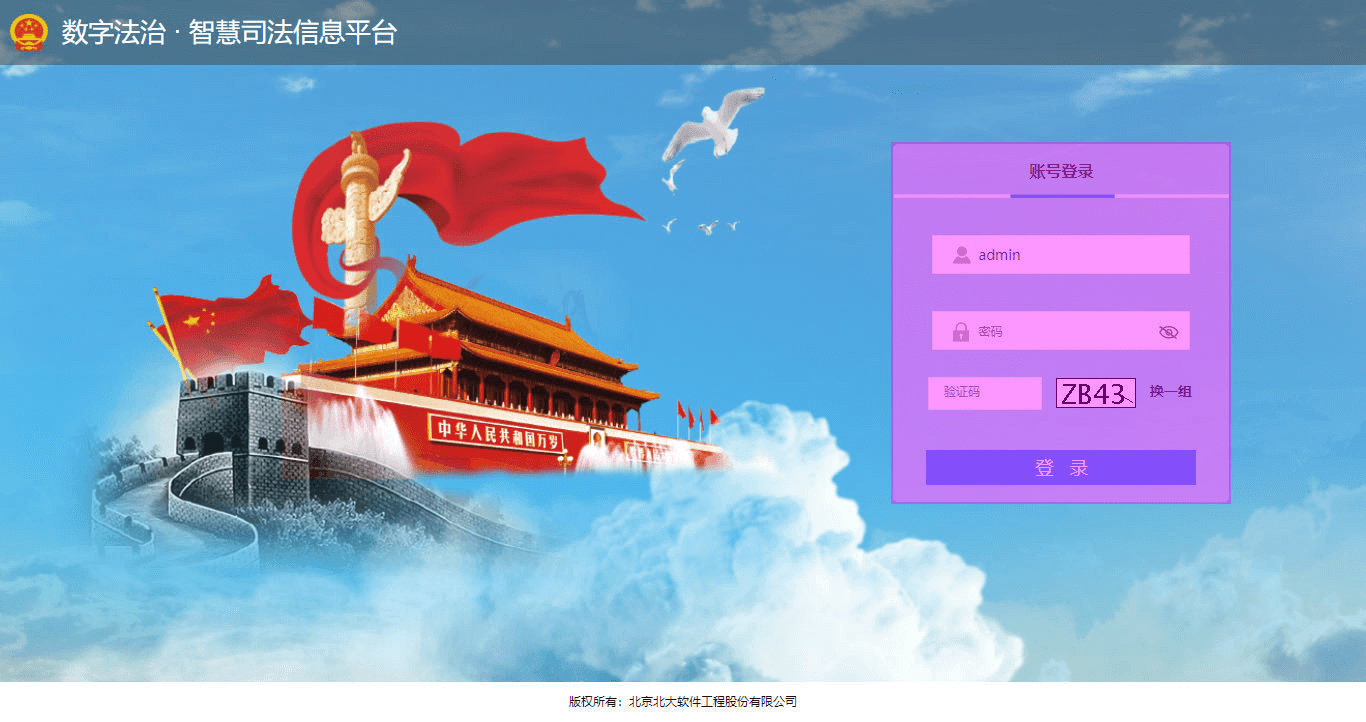 数字法治 · 智慧司法信息平台
账号登录
admin
密码
验证码
ZB43
换一组
登 录
中华人民共和国万岁
版权所有：北京北大软件工程股份有限公司